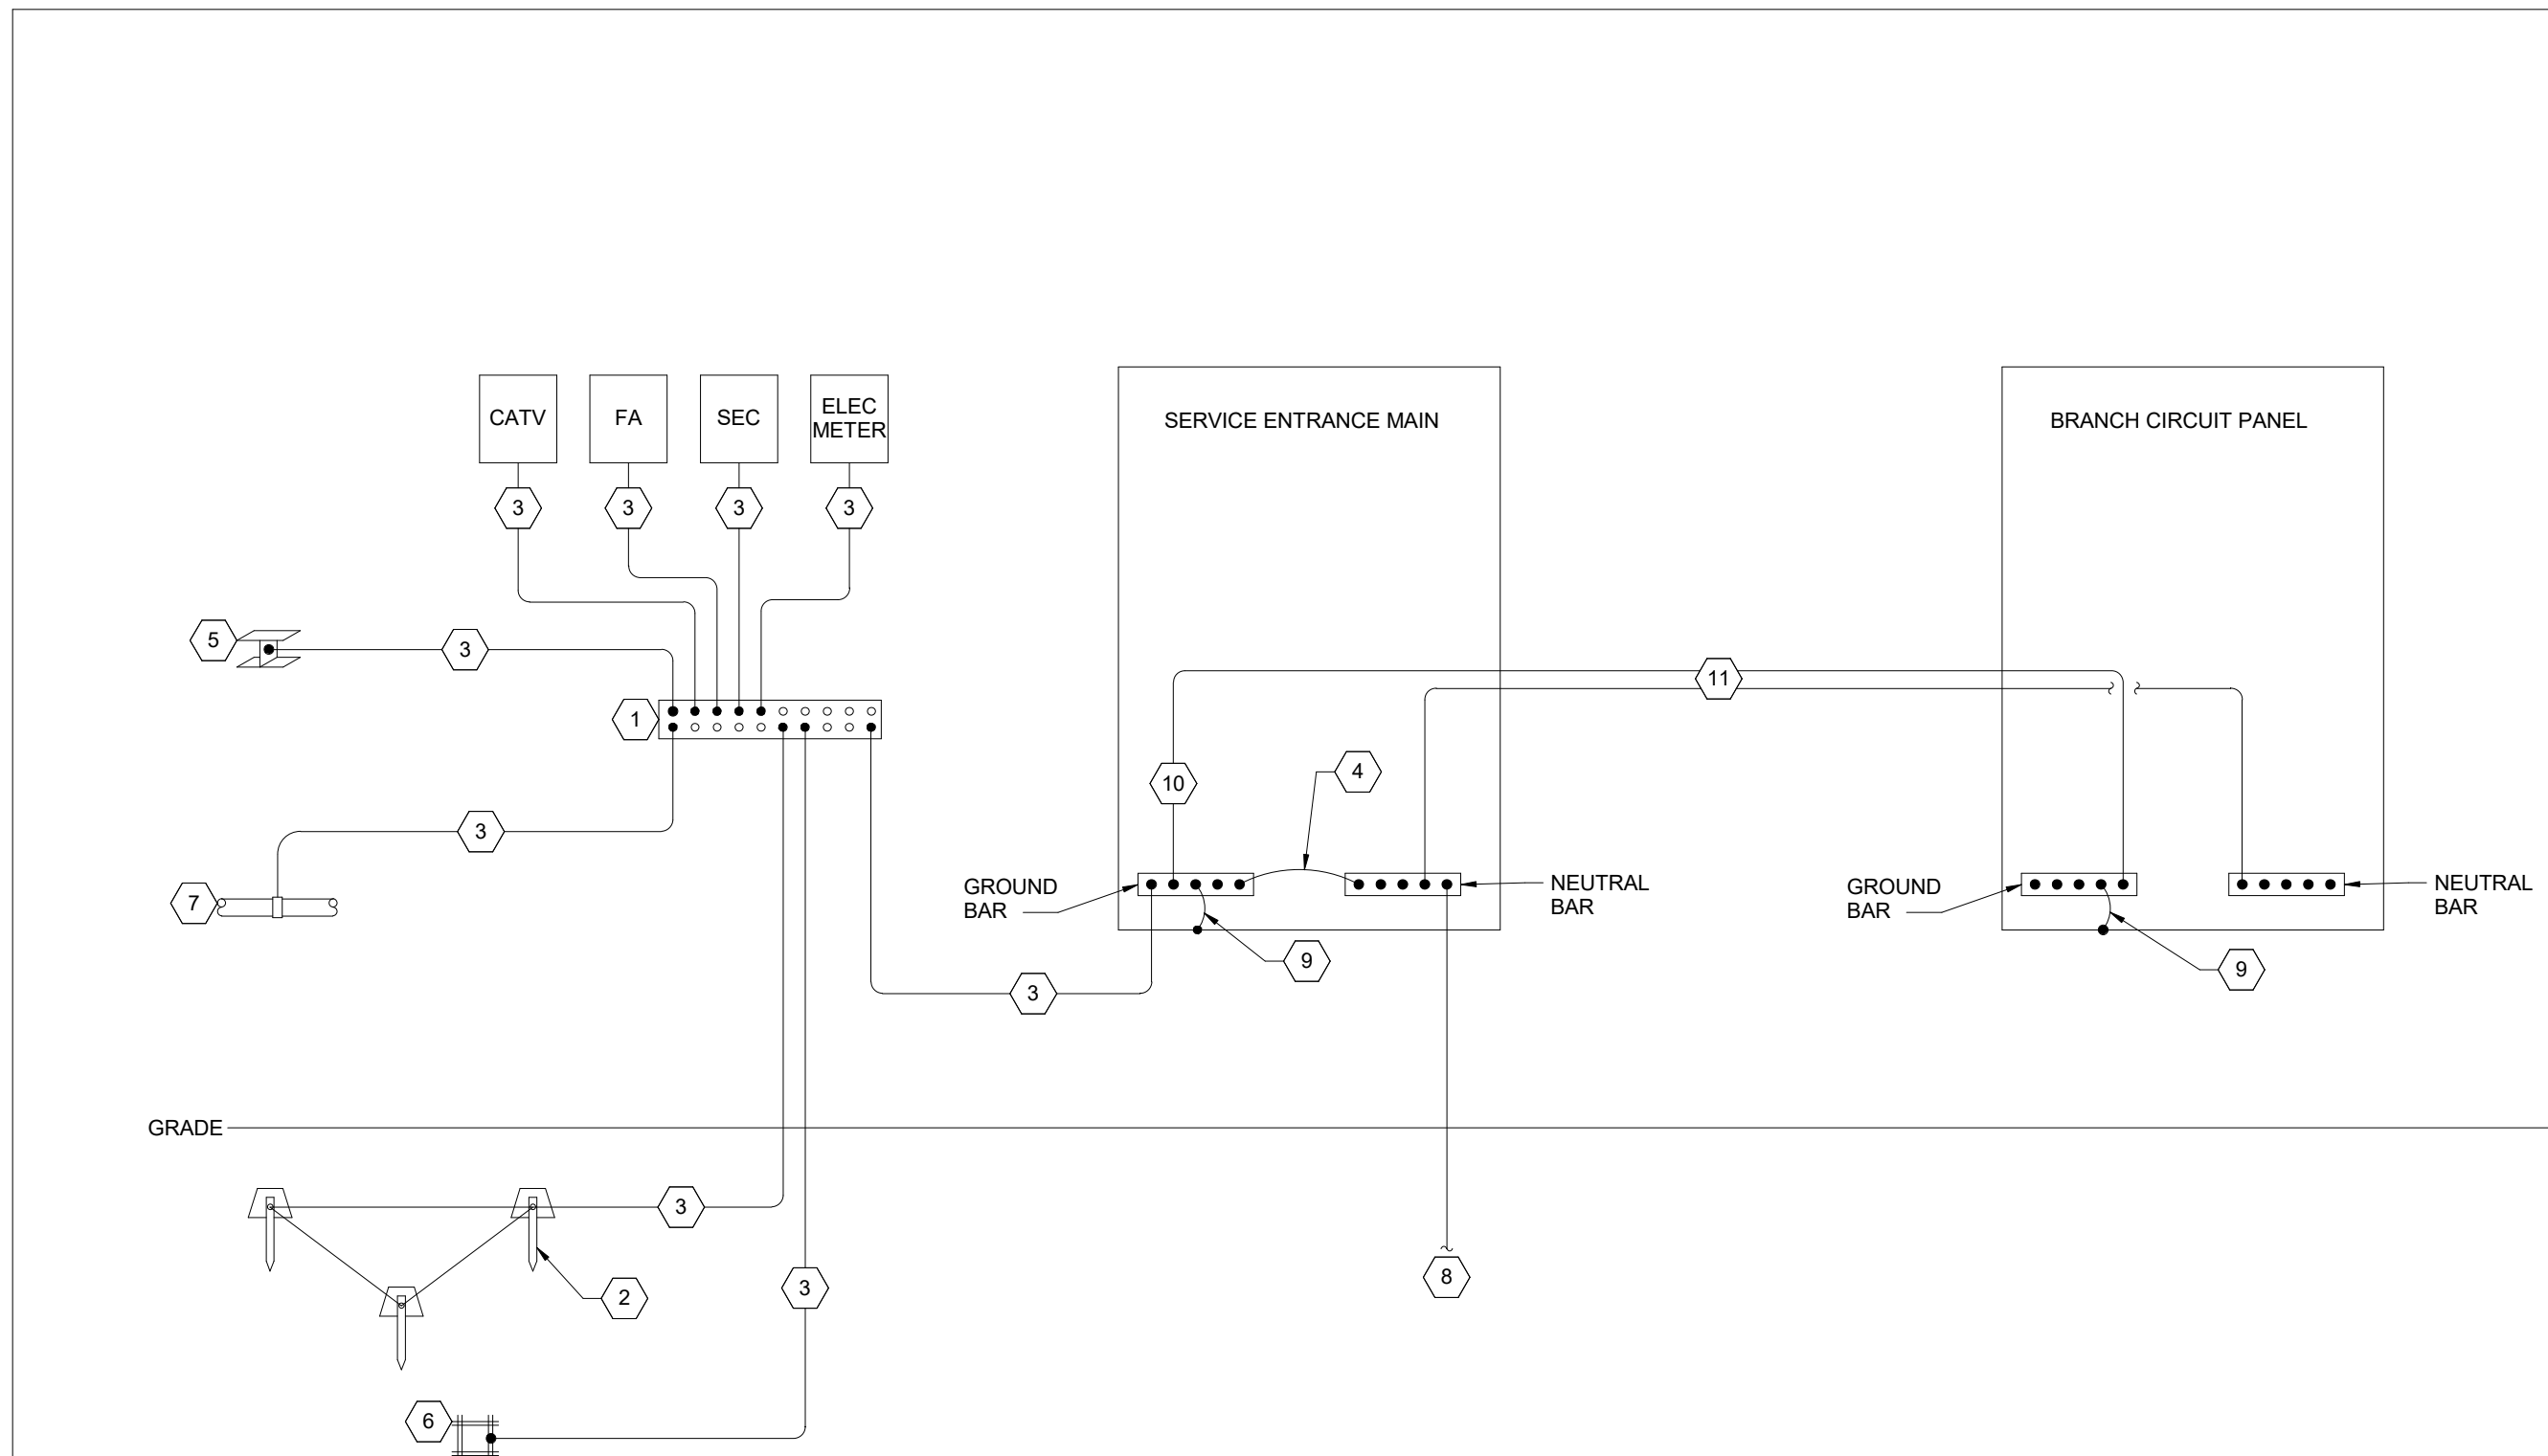 CATV
FA
SEC
ELEC
METER
SERVICE ENTRANCE MAIN
BRANCH CIRCUIT PANEL
3
3
3
3
5
3
11
1
10
4
3
7
GROUND
BAR
NEUTRAL
BAR
GROUND
BAR
NEUTRAL
BAR
9
9
3
GRADE
3
2
3
8
6